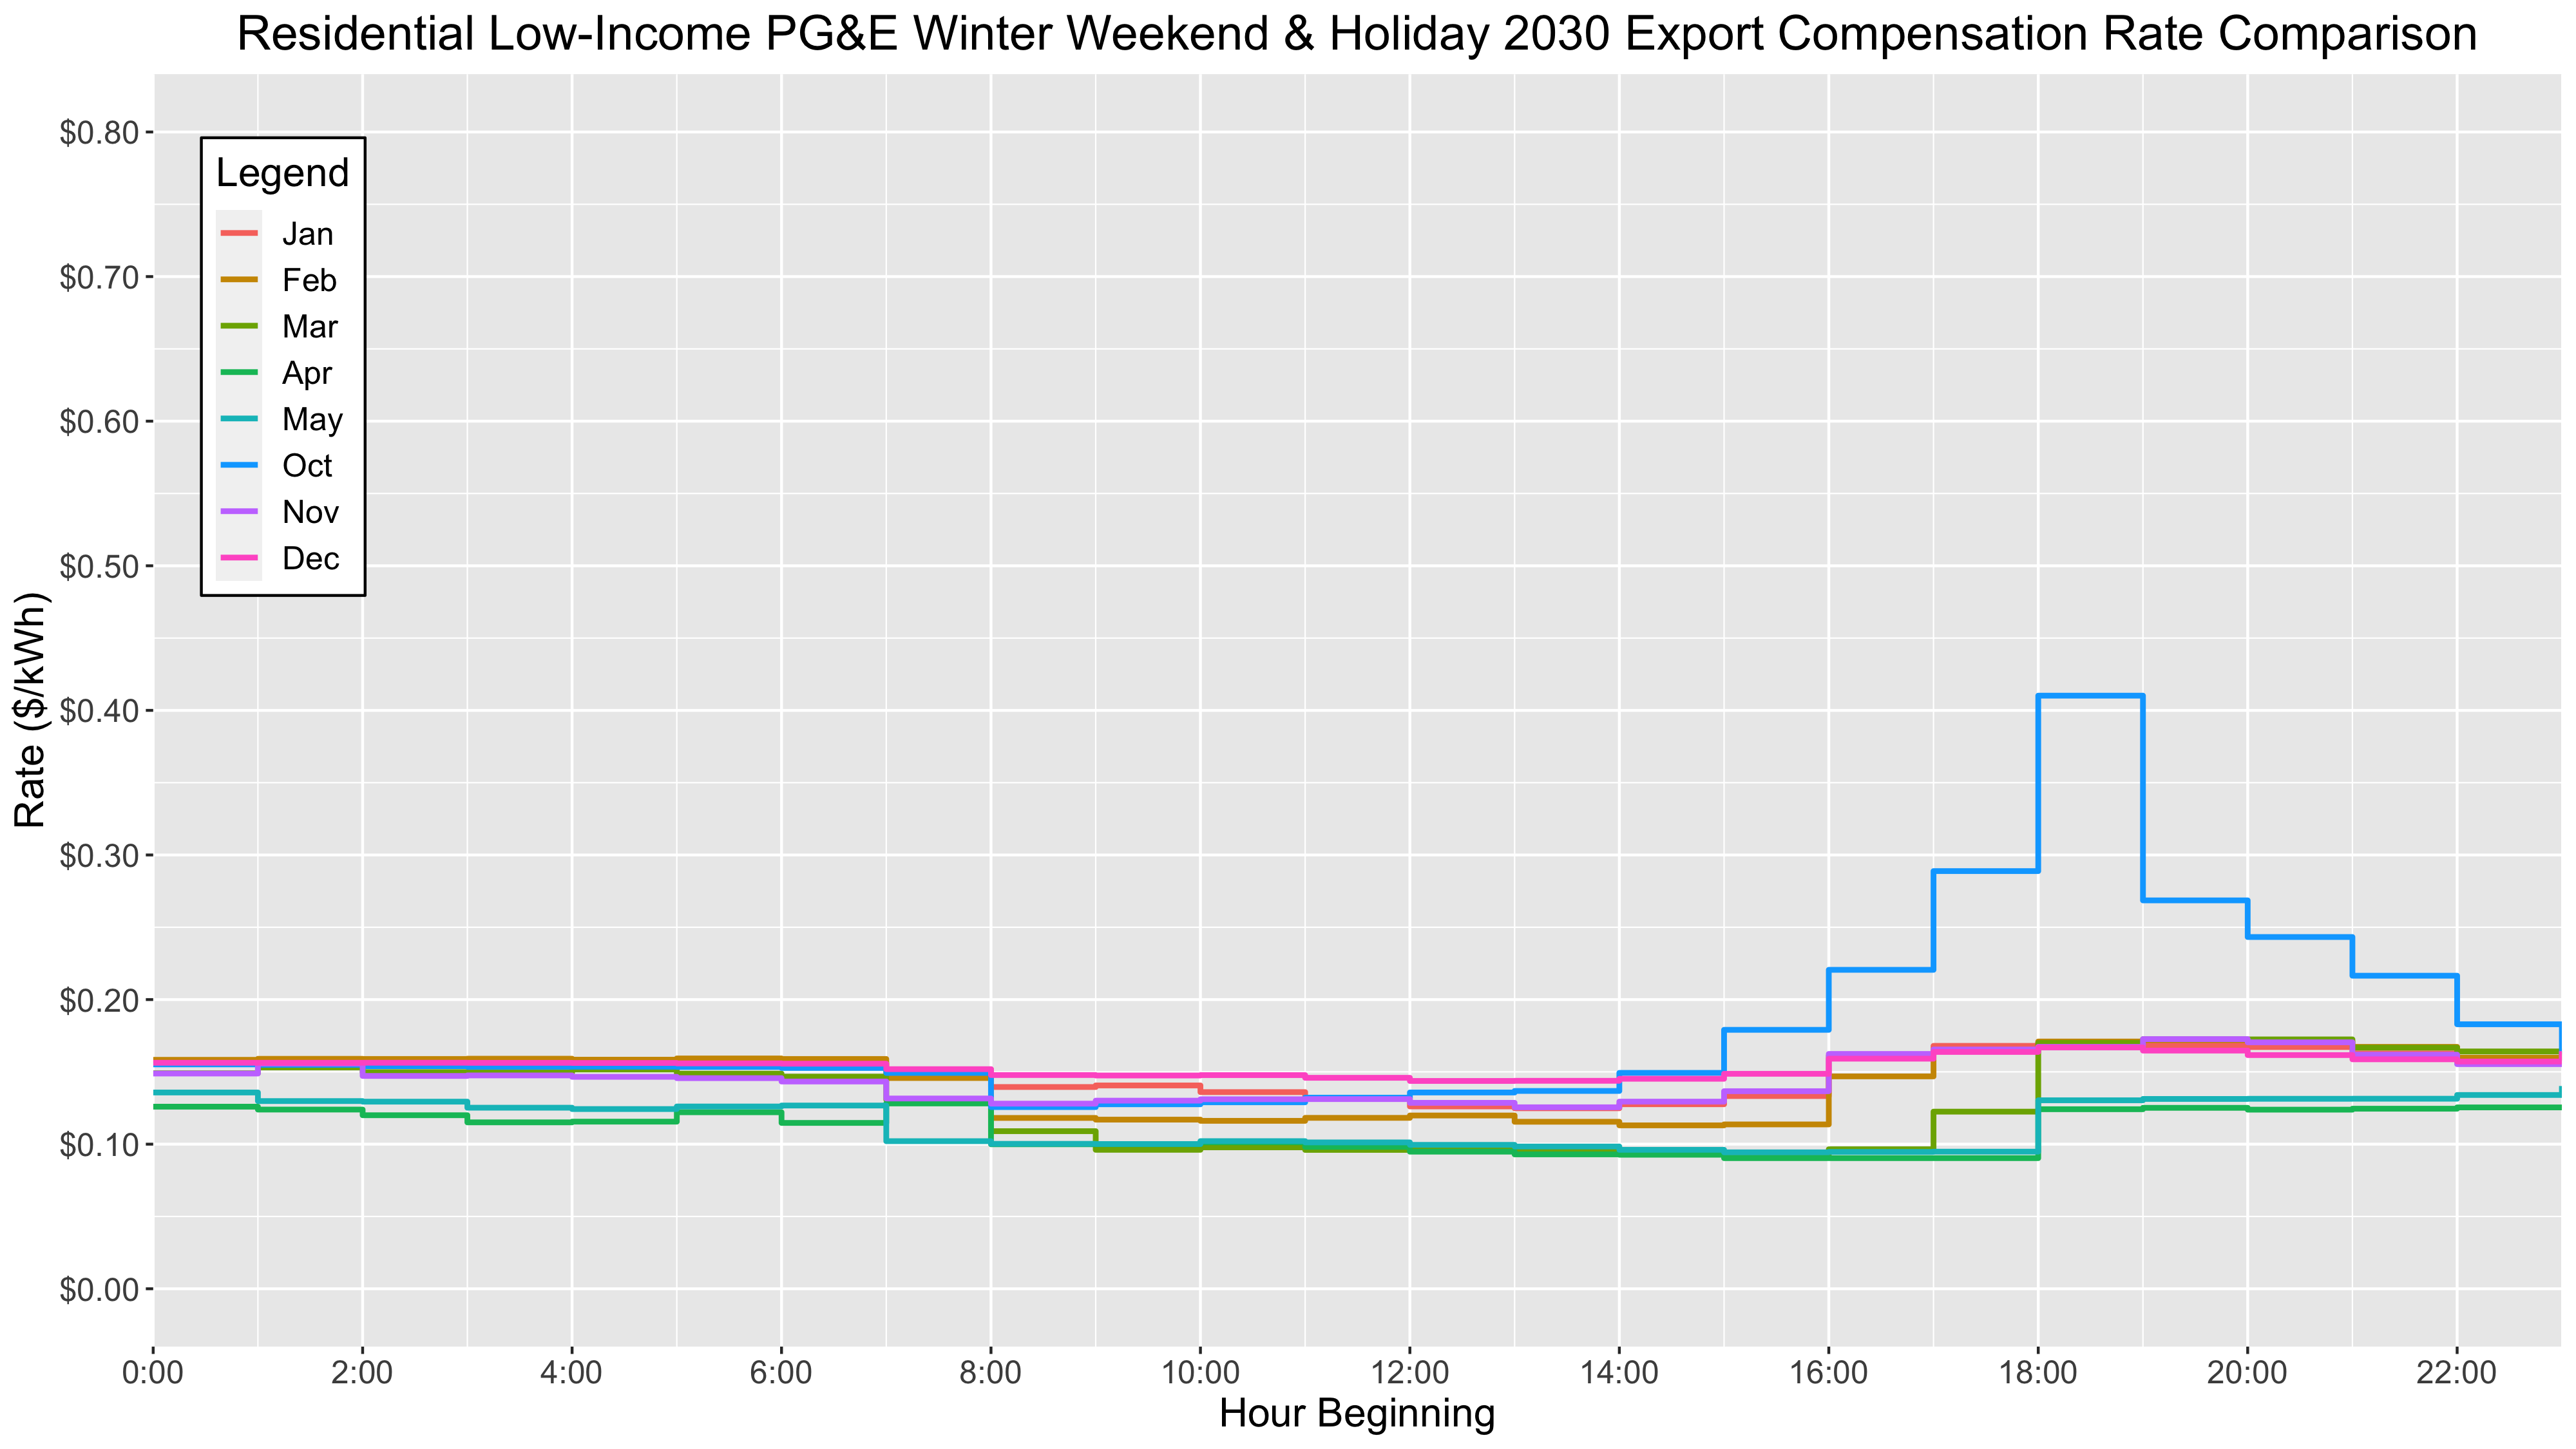 Residential Low-Income PG&E Winter Weekend & Holiday 2030 Export Compensation Rate Comparison
$0.80
$0.70
$0.60
$0.50
$0.40
$0.30
$0.20
$0.10
$0.00
Rate ($/kWh)
Legend
Jan
Feb
Mar
Apr
May
Oct
Nov
Dec
0:00 2:00 4:00 6:00 8:00 10:00 12:00 14:00 16:00 18:00 20:00 22:00
Hour Beginning